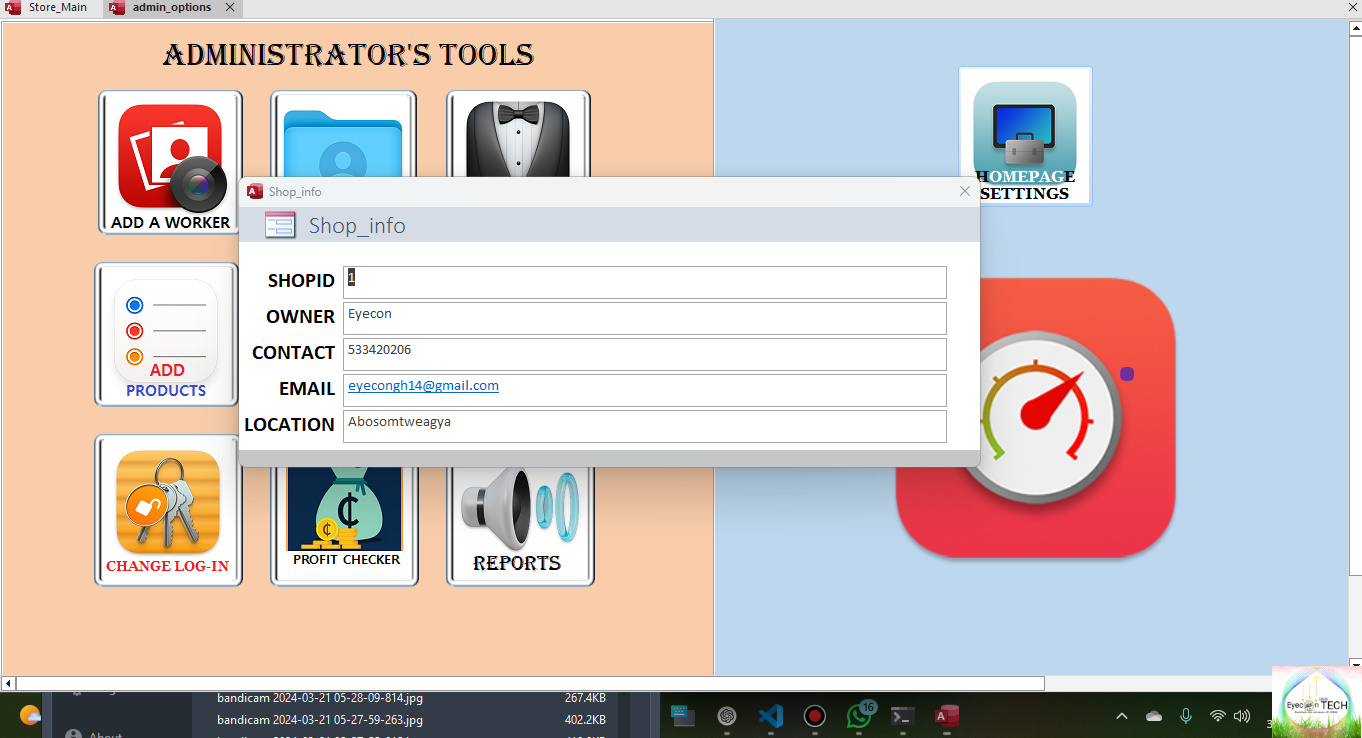 Store_Main
admin_options
ADMINISTRATOR'S TOOLS
ADD A WORKER
HOMEPAGE
SETTINGS
Shop_info
Shop_info
SHOPID 1
OWNER Eyecon
CONTACT 533420206
EMAIL eyecongh14@gmail.com
LOCATION Abosomtweagya
ADD
PRODUCTS
CHANGE LOG-IN
PROFIT CHECKER
REPORTS
bandicam 2024-03-21 05-28-09-814.jpg 267.4KB
bandicam 2024-03-21 05-27-59-263.jpg 402.2KB
About
16
Eyecon TECH